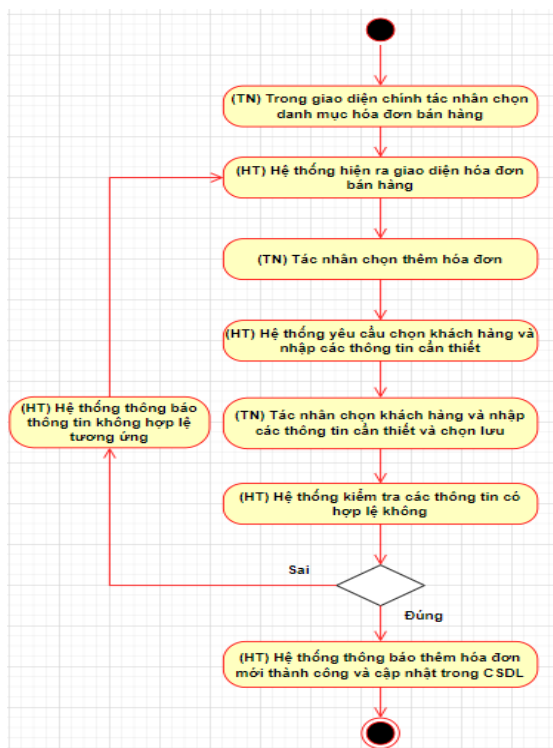 (TN) Trong giao diện chính tác nhân chọn
danh mục hóa đơn bán hàng
(HT) Hệ thống hiện ra giao diện hóa đơn
bán hàng
(TN) Tác nhân chọn thêm hóa đơn
(HT) Hệ thống yêu cầu chọn khách hàng và
nhập các thông tin cần thiết
(HT) Hệ thống thông báo
thông tin không hợp lệ
tương ứng
(TN) Tác nhân chọn khách hàng và nhập
các thông tin cần thiết và chọn lưu
(HT) Hệ thống kiểm tra các thông tin có
hợp lệ không
Sai
Đúng
(HT) Hệ thống thông báo thêm hóa đơn
mới thành công và cập nhật trong CSDL